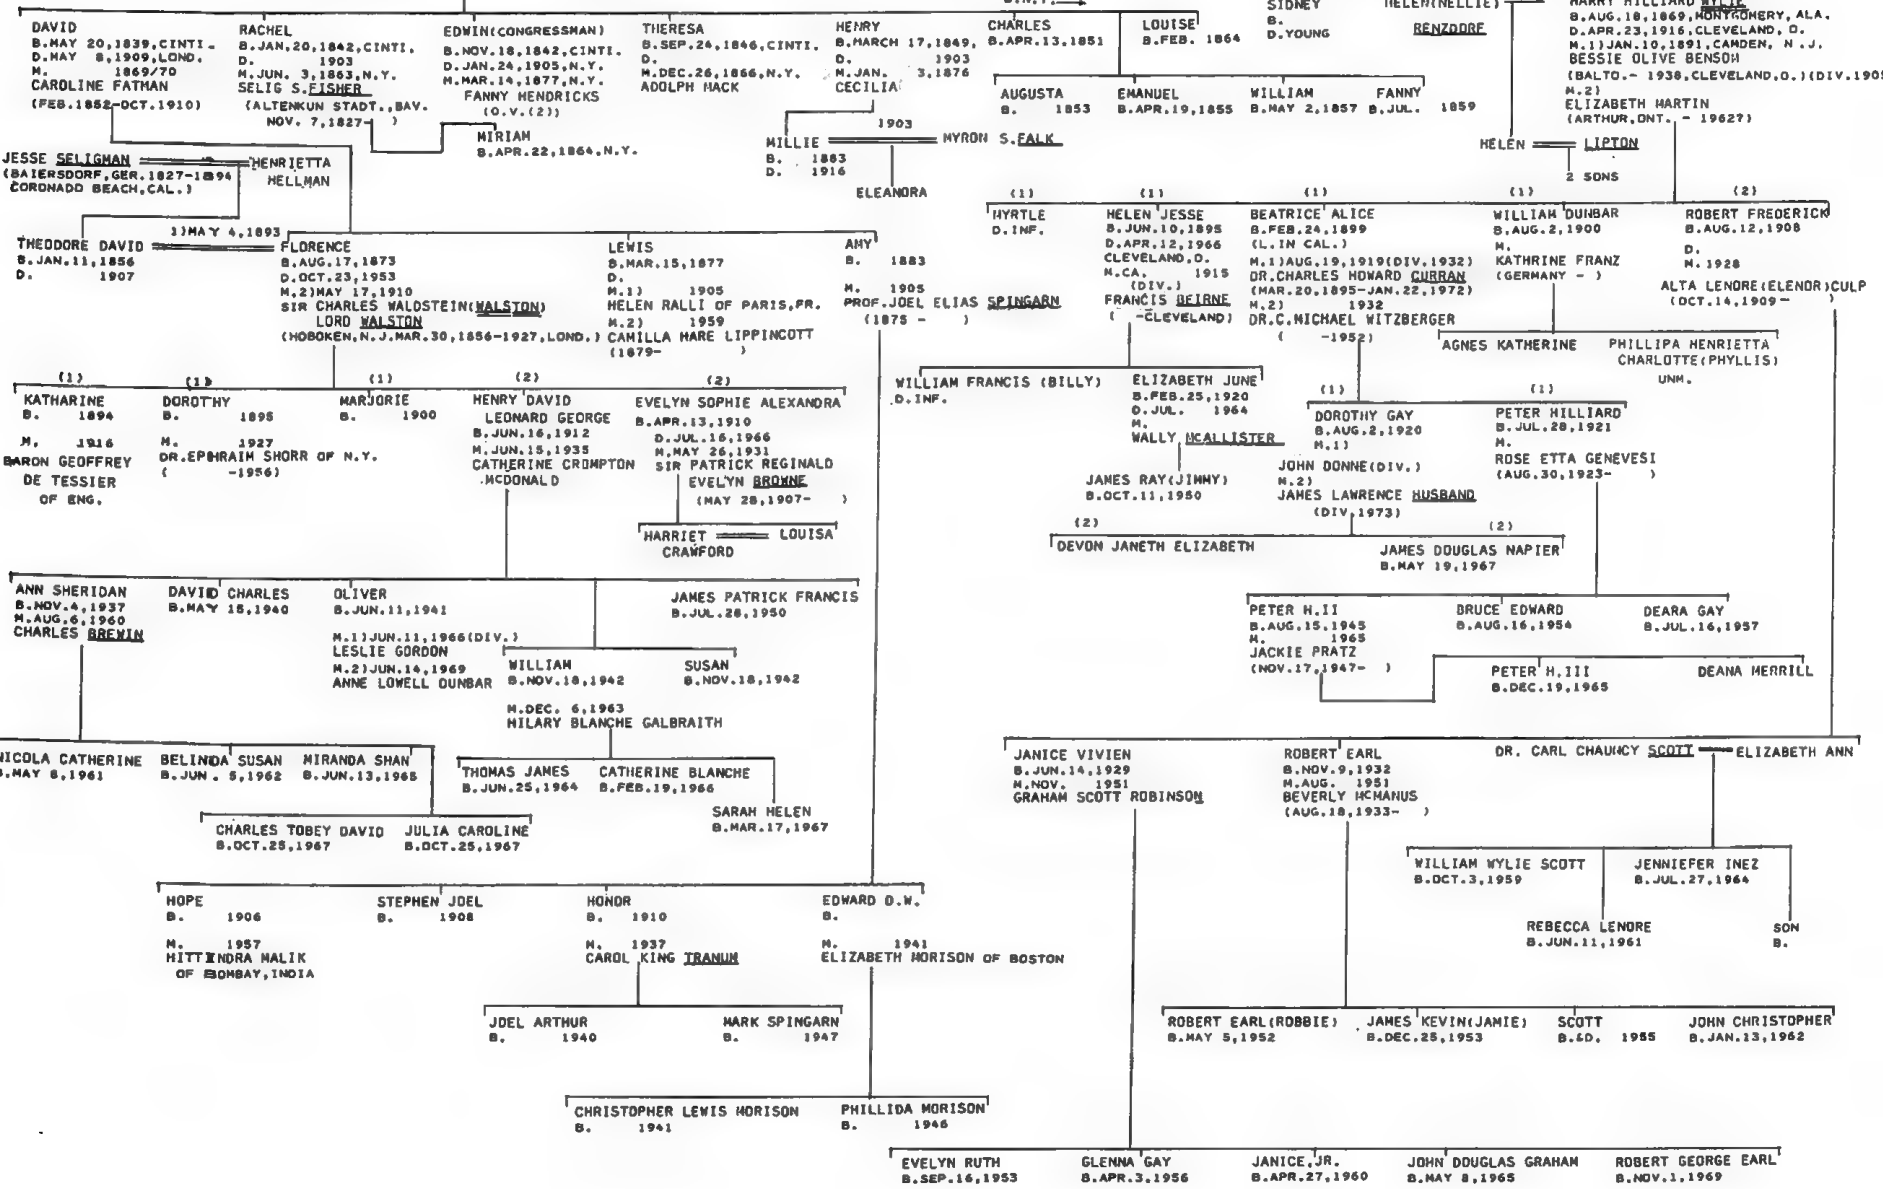 DAVID
B.MAY 20,1839,CINTI.
D.MAY 8,1909,LOND.
M. 1869/70
CAROLINE FATMAN
(FEB.1852-OCT.1910)
RACHEL
B.JAN.20,1842,CINTI.
D. 1903
M.JUN. 3,1863,N.Y.
SELIG S.FISHER
(ALTENKUN STADT.,BAV.
NOV. 7,1827- )
EDWIN(CONGRESSMAN)
B.NOV.18,1842,CINTI.
D.JAN.24,1905,N.Y.
M.MAR.14,1877,N.Y.
FANNY HENDRICKS
(O.V.(2))
MIRIAM
B.APR.22,1864,N.Y.
THERESA
B.SEP.24,1846,CINTI.
D.
M.DEC.26,1866,N.Y.
ADOLPH MACK
HENRY
B.MARCH 17,1849,
D. 1903
M.JAN. 3,1876
CECILIA
CHARLES
B.APR.13,1851
LOUISE
B.FEB. 1864
SIDNEY
B.
D.YOUNG
HELEN(NELLIE)
RENZDORF
HARRY HILLIARD WYLIE
B.AUG.18,1869,MONTGOMERY, ALA.
D.APR.23,1916,CLEVELAND, O.
M.1)JAN.10,1891,CAMDEN, N.J.
BESSIE OLIVE BENSON
(BALTO.- 1938,CLEVELAND,O.)(DIV.1905
M.2)
ELIZABETH MARTIN
(ARTHUR,ONT. - 1962?)
AUGUSTA
B. 1853
EMANUEL
B.APR.19,1855
WILLIAM
B.MAY 2,1857
FANNY
B.JUL. 1859
1903
MILLIE
B. 1883
D. 1916
MYRON S.FALK
ELEANORA
HELEN
LIPTON
2 SONS
JESSE SELIGMAN
(BAIERSDORF,GER.1827-1894
CORONADO BEACH,CAL.)
HENRIETTA
HELLMAN
THEODORE DAVID
B.JAN.11,1856
D. 1907
1)MAY 4,1893
FLORENCE
B.AUG.17,1873
D.OCT.23,1953
M.2)MAY 17,1910
SIR CHARLES WALDSTEIN(WALSTON)
LORD WALSTON
(HOBOKEN,N.J.MAR.30,1856-1927,LOND.)
LEWIS
B.MAR.15,1877
D.
M.1) 1905
HELEN RALLI OF PARIS,FR.
M.2) 1959
CAMILLA HARE LIPPINCOTT
(1879- )
AMY
B. 1883
M. 1905
PROF.JOEL ELIAS SPINGARN
(1875 - )
(1)
MYRTLE
D.INF.
(1)
HELEN JESSE
B.JUN.10,1895
D.APR.12,1966
CLEVELAND,O.
M.CA. 1915
(DIV.)
FRANCIS BEIRNE
( -CLEVELAND)
(1)
BEATRICE ALICE
B.FEB.24,1899
(L.IN CAL.)
M.1)AUG.19,1919(DIV.1932)
DR.CHARLES HOWARD CURRAN
(MAR.20,1895-JAN.22,1972)
M.2) 1932
DR.C.MICHAEL WITZBERGER
( -1952)
(1)
WILLIAM DUNBAR
B.AUG.2,1900
M.
KATHRINE FRANZ
(GERMANY - )
(2)
ROBERT FREDERICK
B.AUG.12,1908
D.
M. 1928
ALTA LENORE(ELENOR)CULP
(OCT.14,1909- )
AGNES KATHERINE
PHILLIPA HENRIETTA
CHARLOTTE(PHYLLIS)
UNM.
(1)
KATHARINE
B. 1894
M. 1916
BARON GEOFFREY
DE TESSIER
OF ENG.
(1)
DOROTHY
B. 1895
M. 1927
DR.EPHRAIM SHORR OF N.Y.
( -1956)
(1)
MARJORIE
B. 1900
(2)
HENRY DAVID
LEONARD GEORGE
B.JUN.16,1912
M.JUN.15,1935
CATHERINE CROMPTON
MCDONALD
(2)
EVELYN SOPHIE ALEXANDRA
B.APR.13,1910
D.JUL.16,1966
M.MAY 26,1931
SIR PATRICK REGINALD
EVELYN BROWNE
(MAY 28,1907- )
HARRIET
CRAWFORD
LOUISA
WILLIAM FRANCIS (BILLY)
D.INF.
ELIZABETH JUNE
B.FEB.25,1920
D.JUL. 1964
M.
WALLY MCALLISTER
JAMES RAY(JIMMY)
B.OCT.11,1950
(1)
DOROTHY GAY
B.AUG.2,1920
M.1)
JOHN DONNE(DIV.)
M.2)
JAMES LAWRENCE HUSBAND
(DIV.1973)
(1)
PETER HILLIARD
B.JUL.28,1921
M.
ROSE ETTA GENEVESI
(AUG.30,1923- )
(2)
DEVON JANETH ELIZABETH
(2)
JAMES DOUGLAS NAPIER
B.MAY 19,1967
ANN SHERIDAN
B.NOV.4,1937
M.AUG.6,1960
CHARLES BREWIN
DAVID CHARLES
B.MAY 15,1940
OLIVER
B.JUN.11,1941
M.1)JUN.11,1966(DIV.)
LESLIE GORDON
M.2)JUN.14,1969
ANNE LOWELL DUNBAR
JAMES PATRICK FRANCIS
B.JUL.28,1950
WILLIAM
B.NOV.18,1942
M.DEC. 6,1963
HILARY BLANCHE GALBRAITH
SUSAN
B.NOV.18,1942
PETER H.II
B.AUG.15,1945
M. 1965
JACKIE PRATZ
(NOV.17,1947- )
BRUCE EDWARD
B.AUG.16,1954
DEARA GAY
B.JUL.16,1957
PETER H.III
B.DEC.19,1965
DEANA MERRILL
NICOLA CATHERINE
B.MAY 8,1961
BELINDA SUSAN
B.JUN. 5,1962
MIRANDA SHAN
B.JUN.13,1965
CHARLES TOBEY DAVID
B.OCT.25,1967
JULIA CAROLINE
B.OCT.25,1967
THOMAS JAMES
B.JUN.25,1964
CATHERINE BLANCHE
B.FEB.19,1966
SARAH HELEN
B.MAR.17,1967
JANICE VIVIEN
B.JUN.14,1929
M.NOV. 1951
GRAHAM SCOTT ROBINSON
ROBERT EARL
B.NOV.9,1932
M.AUG. 1951
BEVERLY MCMANUS
(AUG.18,1933- )
DR. CARL CHAUNCY SCOTT
ELIZABETH ANN
WILLIAM WYLIE SCOTT
B.OCT.3,1959
JENNIEFER INEZ
B.JUL.27,1964
REBECCA LENORE
B.JUN.11,1961
SON
B.
HOPE
B. 1906
M. 1957
HITTENDRA MALIK
OF BOMBAY,INDIA
STEPHEN JOEL
B. 1908
HONOR
B. 1910
M. 1937
CAROL KING TRANUM
EDWARD D.W.
B.
M. 1941
ELIZABETH MORISON OF BOSTON
JOEL ARTHUR
B. 1940
MARK SPINGARN
B. 1947
ROBERT EARL(ROBBIE)
B.MAY 5,1952
JAMES KEVIN(JAMIE)
B.DEC.25,1953
SCOTT
B.&D. 1955
JOHN CHRISTOPHER
B.JAN.13,1962
CHRISTOPHER LEWIS MORISON
B. 1941
PHILLIDA MORISON
B. 1946
EVELYN RUTH
B.SEP.16,1953
GLENNA GAY
B.APR.3,1956
JANICE,JR.
B.APR.27,1960
JOHN DOUGLAS GRAHAM
B.MAY 8,1965
ROBERT GEORGE EARL
B.NOV.1,1969